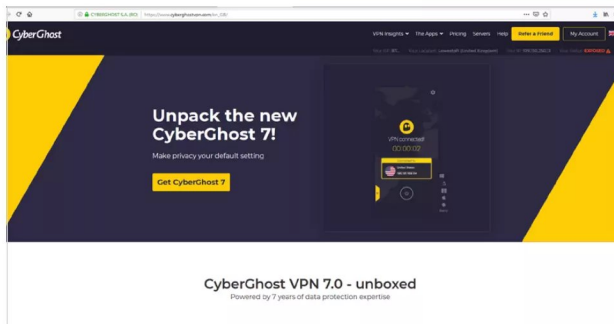 CYBERGHOST S.A. (RO)
https://www.cyberghostvpn.com/en_GB/
CyberGhost
VPN Insights
The Apps
Pricing
Servers
Help
Refer a Friend
My Account
Unpack the new
CyberGhost 7!
Make privacy your default setting
Get CyberGhost 7
VPN connected!
00:00:02
CyberGhost VPN 7.0 - unboxed
Powered by 7 years of data protection expertise